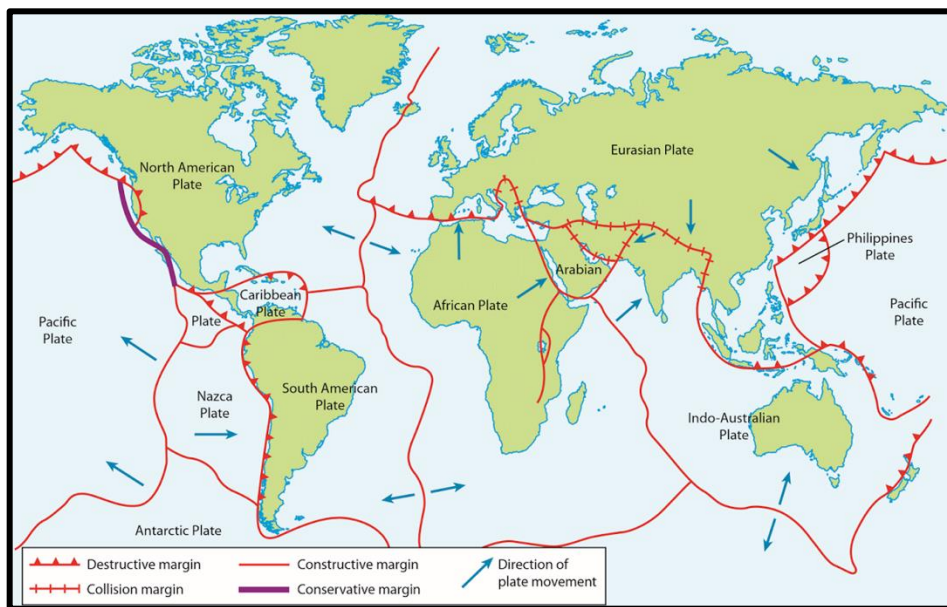 North American
Plate
Eurasian Plate
Philippines
Plate
Caribbean
Plate
Arabian
African Plate
Pacific
Plate
Plate
Pacific
Plate
South American
Plate
Nazca
Plate
Indo-Australian
Plate
Antarctic Plate
Destructive margin
Constructive margin
Direction of
plate movement
Collision margin
Conservative margin